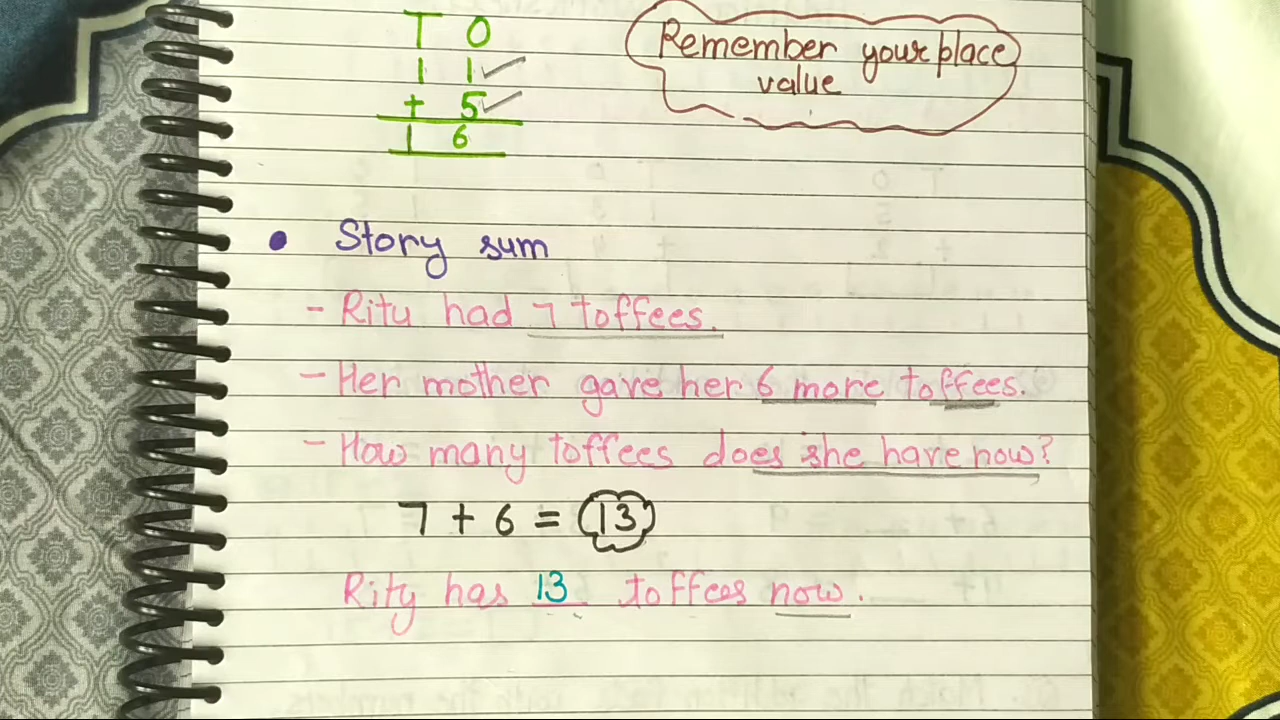 T O
1 1
+ 5
1 6
Remember your place
value
• Story sum
- Ritu had 7 toffees.
- Her mother gave her 6 more toffees.
- How many toffees does she have now?
7 + 6 = 13
Rity has 13 toffees now.